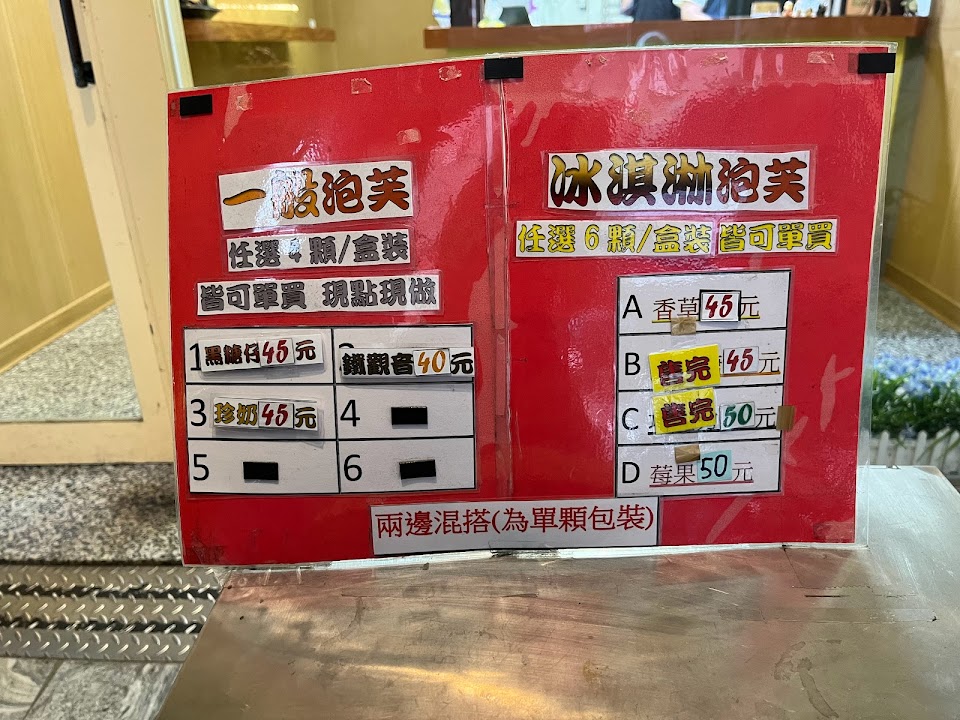 一般泡芙
任選4顆/盒裝
皆可單買 現點現做
1 黑糖仔45元
鐵觀音40元
3 珍奶45元
4
5
6
冰淇淋泡芙
任選6顆/盒裝 皆可單買
A 香草45元
B 售完 45元
C 售完 50元
D 莓果50元
兩邊混搭(為單顆包裝)